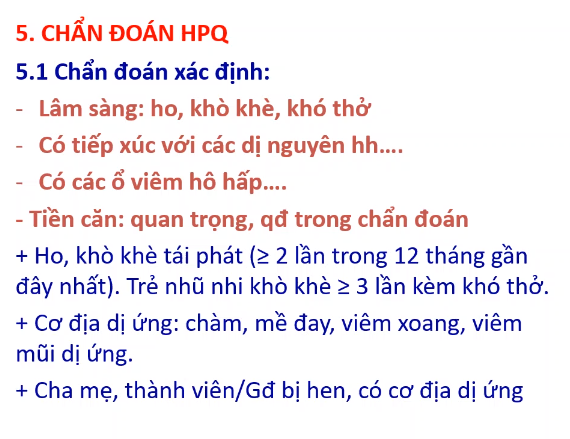 5. CHẨN ĐOÁN HPQ
5.1 Chẩn đoán xác định:
- Lâm sàng: ho, khò khè, khó thở
- Có tiếp xúc với các dị nguyên hh....
- Có các ổ viêm hô hấp....
- Tiền căn: quan trọng, qđ trong chẩn đoán
+ Ho, khò khè tái phát (≥ 2 lần trong 12 tháng gần
đây nhất). Trẻ nhũ nhi khò khè ≥ 3 lần kèm khó thở.
+ Cơ địa dị ứng: chàm, mề đay, viêm xoang, viêm
mũi dị ứng.
+ Cha mẹ, thành viên/Gđ bị hen, có cơ địa dị ứng